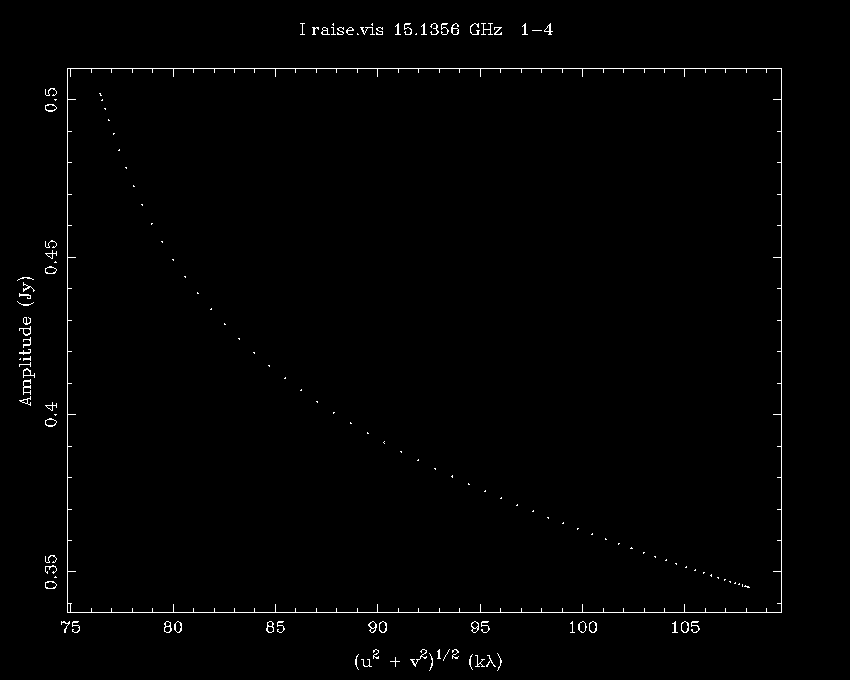 I raise.vis 15.1356 GHz 1−4
0.5
0.45
0.4
0.35
Amplitude (Jy)
75 80 85 90 95 100 105
(u² + v²)¹/² (kλ)